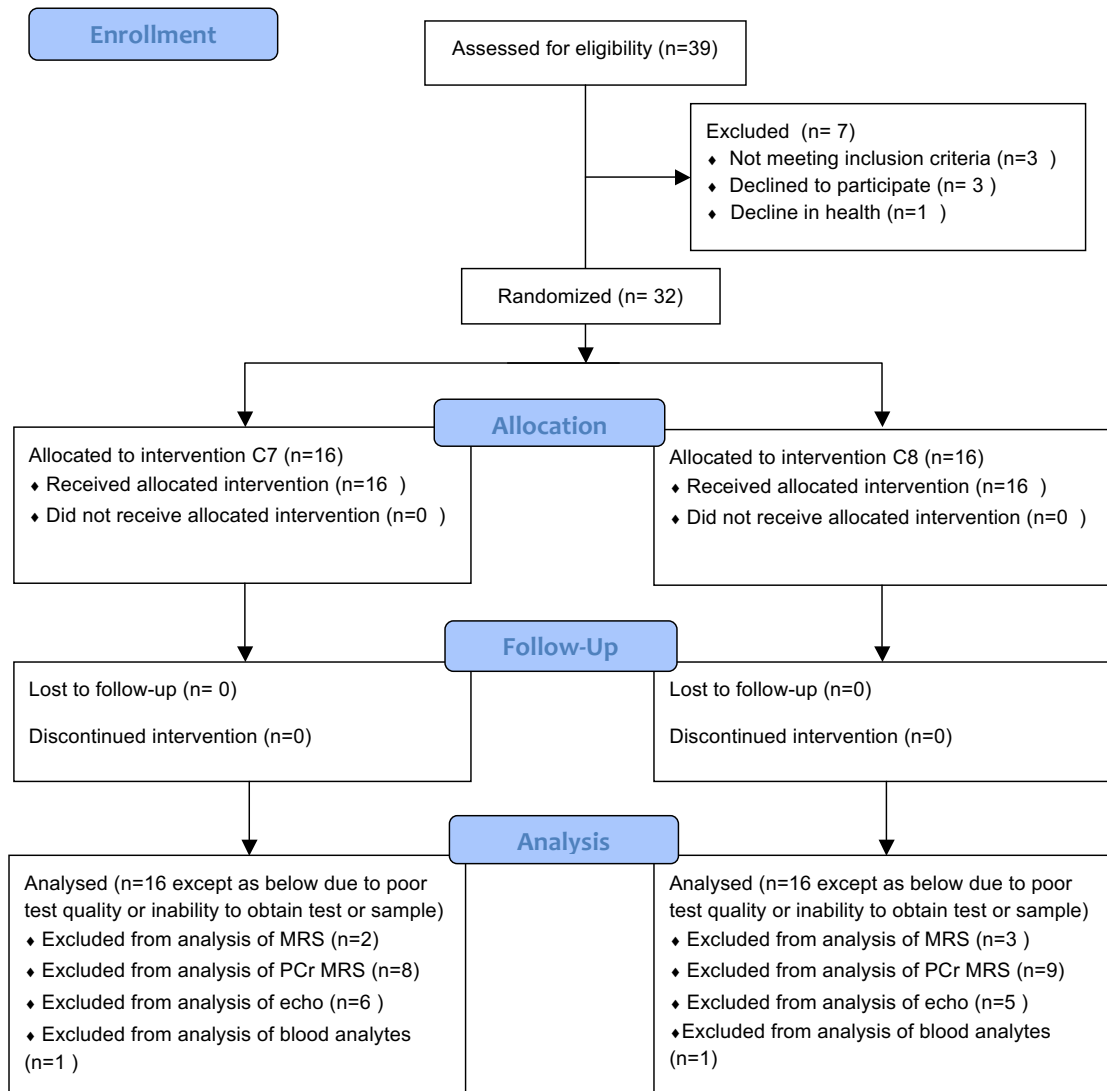 Enrollment
Assessed for eligibility (n=39)
Excluded  (n= 7)
♦ Not meeting inclusion criteria (n=3  )
♦ Declined to participate (n= 3 )
♦ Decline in health (n=1  )
Randomized (n= 32)
Allocation
Allocated to intervention C7 (n=16)
♦ Received allocated intervention (n=16  )
♦ Did not receive allocated intervention (n=0  )
Allocated to intervention C8 (n=16)
♦ Received allocated intervention (n=16  )
♦ Did not receive allocated intervention (n=0  )
Follow-Up
Lost to follow-up (n= 0)
Discontinued intervention (n=0)
Lost to follow-up (n=0)
Discontinued intervention (n=0)
Analysis
Analysed (n=16 except as below due to poor
test quality or inability to obtain test or sample)
♦ Excluded from analysis of MRS (n=2)
♦ Excluded from analysis of PCr MRS (n=8)
♦ Excluded from analysis of echo (n=6  )
♦ Excluded from analysis of blood analytes
(n=1 )
Analysed (n=16 except as below due to poor
test quality or inability to obtain test or sample)
♦ Excluded from analysis of MRS (n=3 )
♦ Excluded from analysis of PCr MRS (n=9)
♦ Excluded from analysis of echo (n=5 )
♦Excluded from analysis of blood analytes
(n=1)